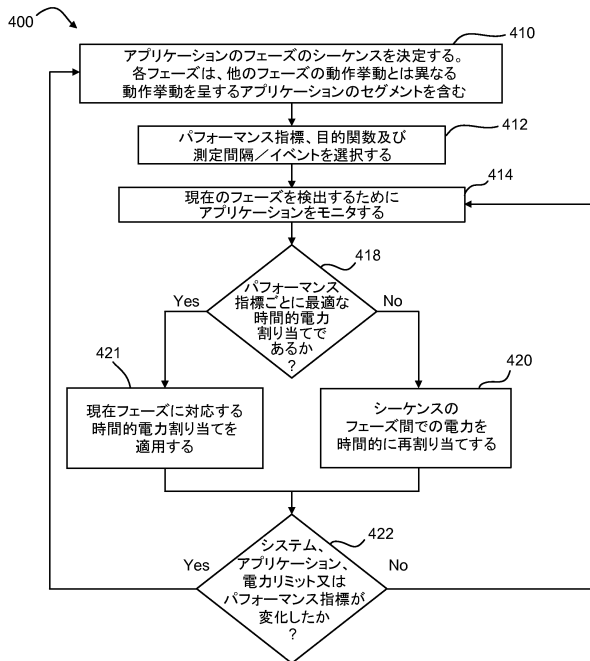 400
410
アプリケーションのフェーズのシーケンスを決定する。
各フェーズは、他のフェーズの動作挙動とは異なる
動作挙動を呈するアプリケーションのセグメントを含む
412
パフォーマンス指標、目的関数及び
測定間隔／イベントを選択する
414
現在のフェーズを検出するために
アプリケーションをモニタする
418
パフォーマンス
指標ごとに最適な
時間的電力
割り当てで
あるか
？
Yes
No
421
現在フェーズに対応する
時間的電力割り当てを
適用する
420
シーケンスの
フェーズ間での電力を
時間的に再割り当てする
422
システム、
アプリケーション、
電力リミット又は
パフォーマンス指標が
変化したか
？
Yes
No